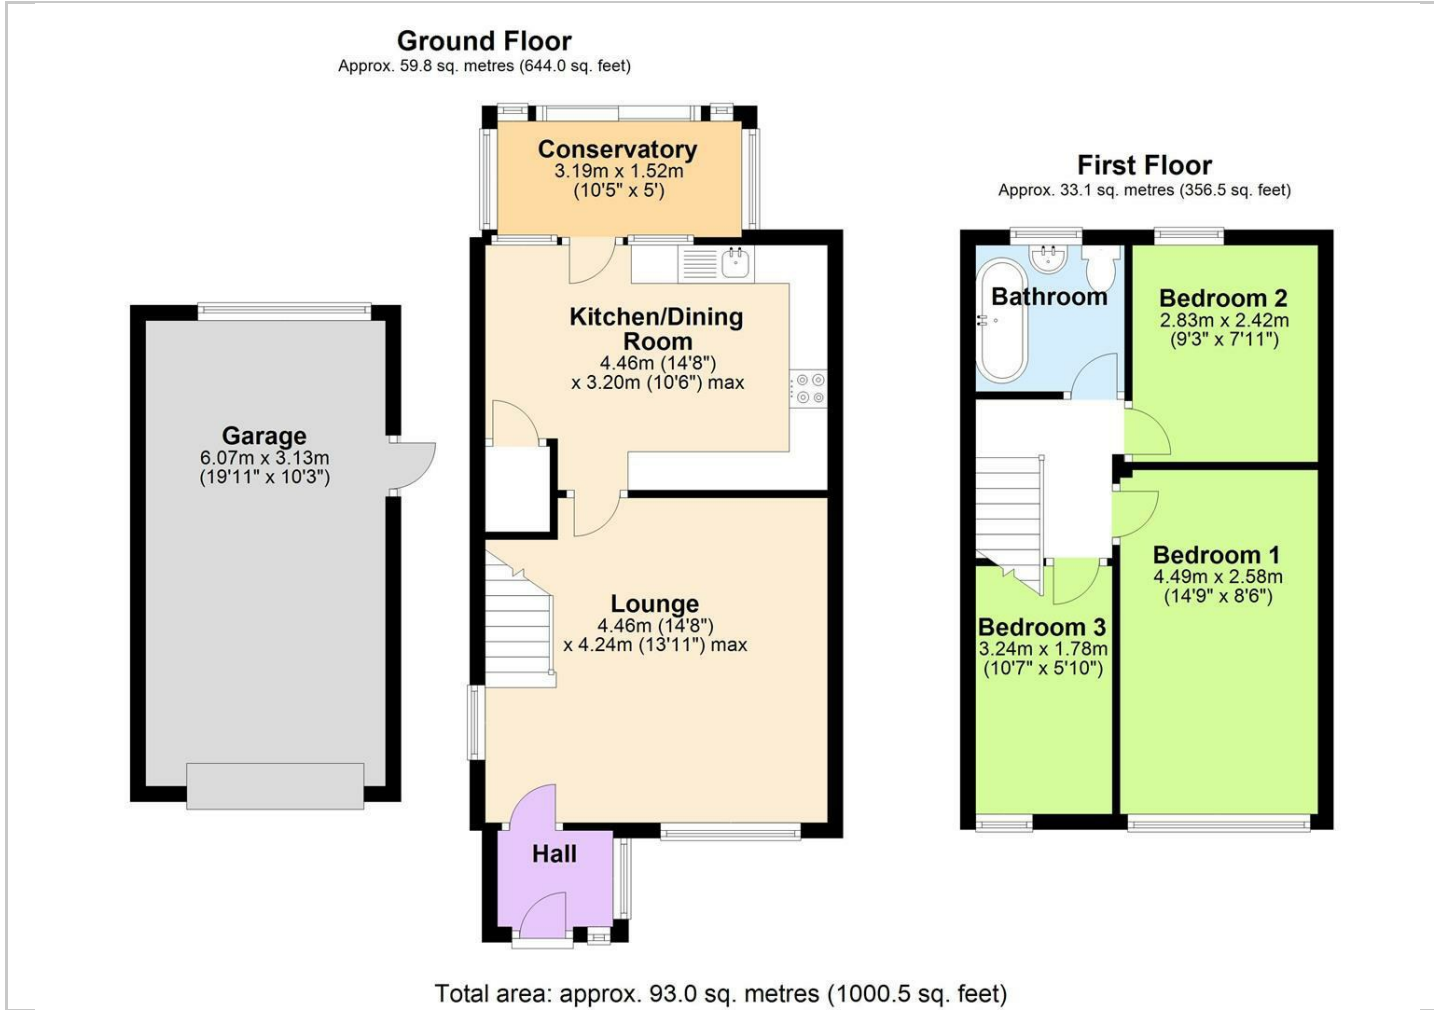 Ground Floor
Approx. 59.8 sq. metres (644.0 sq. feet)
Conservatory
3.19m x 1.52m
(10'5" x 5')
Kitchen/Dining
Room
4.46m (14'8")
x 3.20m (10'6") max
Garage
6.07m x 3.13m
(19'11" x 10'3")
Lounge
4.46m (14'8")
x 4.24m (13'11") max
Hall
First Floor
Approx. 33.1 sq. metres (356.5 sq. feet)
Bathroom
Bedroom 2
2.83m x 2.42m
(9'3" x 7'11")
Bedroom 1
4.49m x 2.58m
(14'9" x 8'6")
Bedroom 3
3.24m x 1.78m
(10'7" x 5'10")
Total area: approx. 93.0 sq. metres (1000.5 sq. feet)